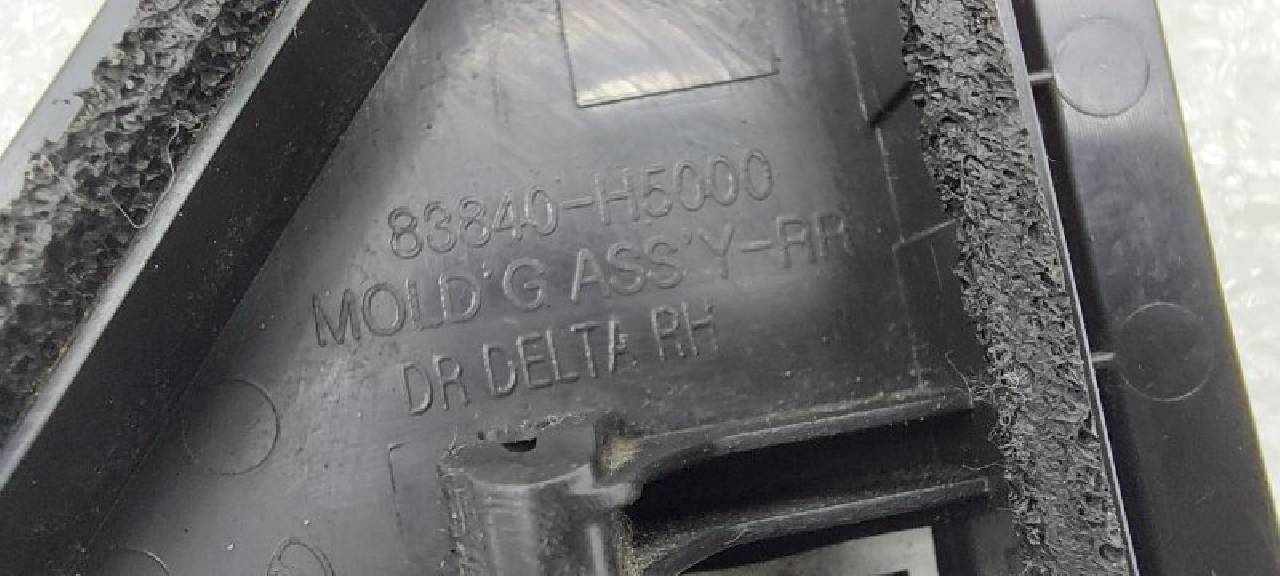 83840-H5000
MOLD'G ASS'Y-RR
DR DELTA RH